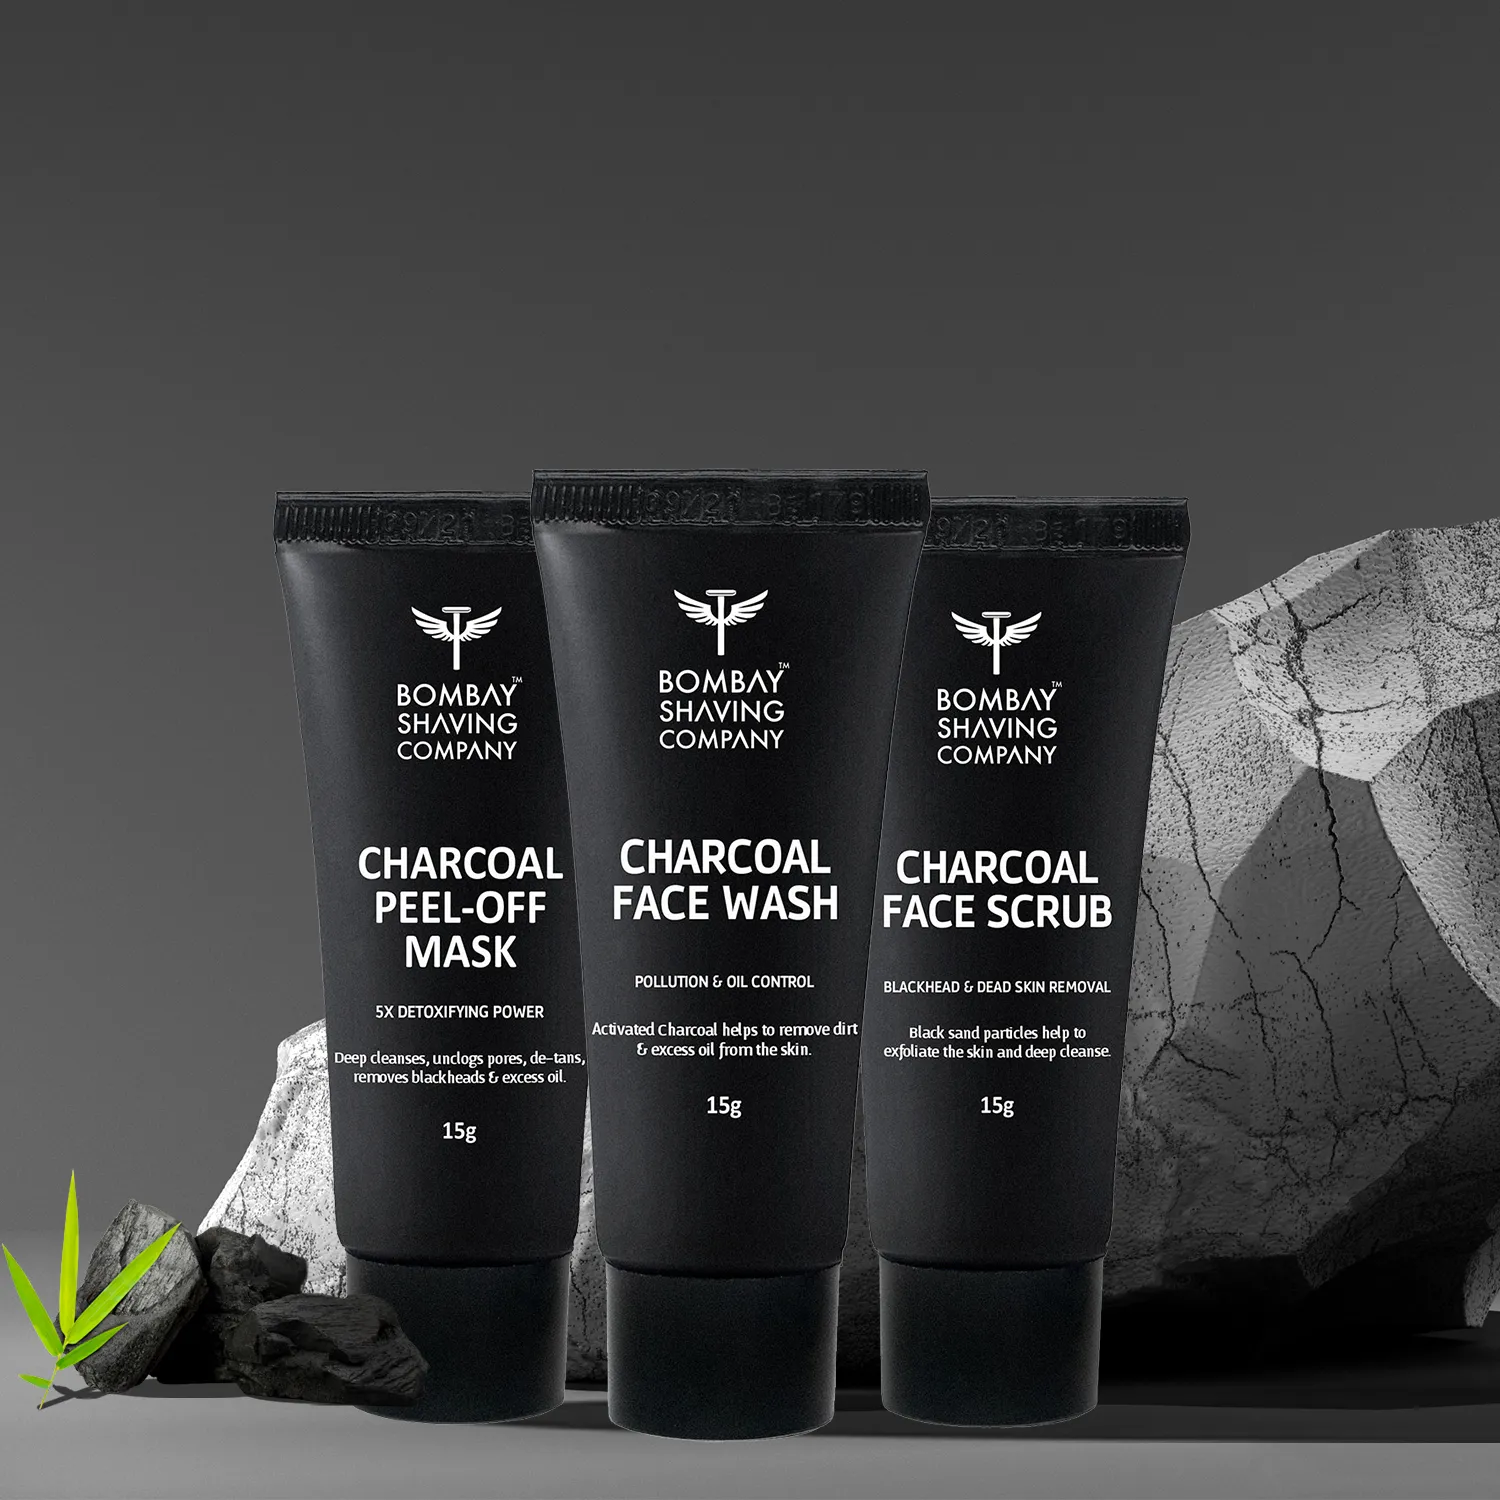 BOMBAY™
SHAVING
COMPANY
CHARCOAL
PEEL-OFF
MASK
5X DETOXIFYING POWER
Deep cleanses, unclogs pores, de-tans,
removes blackheads & excess oil.
15g
BOMBAY™
SHAVING
COMPANY
CHARCOAL
FACE WASH
POLLUTION & OIL CONTROL
Activated Charcoal helps to remove dirt
& excess oil from the skin.
15g
BOMBAY™
SHAVING
COMPANY
CHARCOAL
FACE SCRUB
BLACKHEAD & DEAD SKIN REMOVAL
Black sand particles help to
exfoliate the skin and deep cleanse.
15g